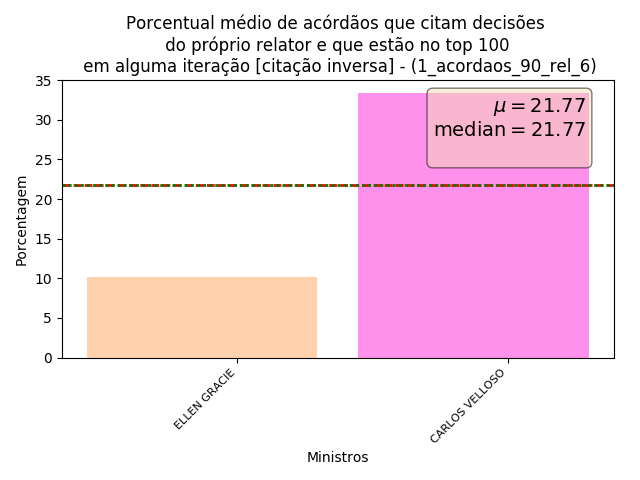 Porcentual médio de acórdãos que citam decisões
do próprio relator e que estão no top 100
em alguma iteração [citação inversa] - (1_acordaos_90_rel_6)
35
30
25
20
15
10
5
0
Porcentagem
μ = 21.77
median = 21.77
ELLEN GRACIE
CARLOS VELLOSO
Ministros